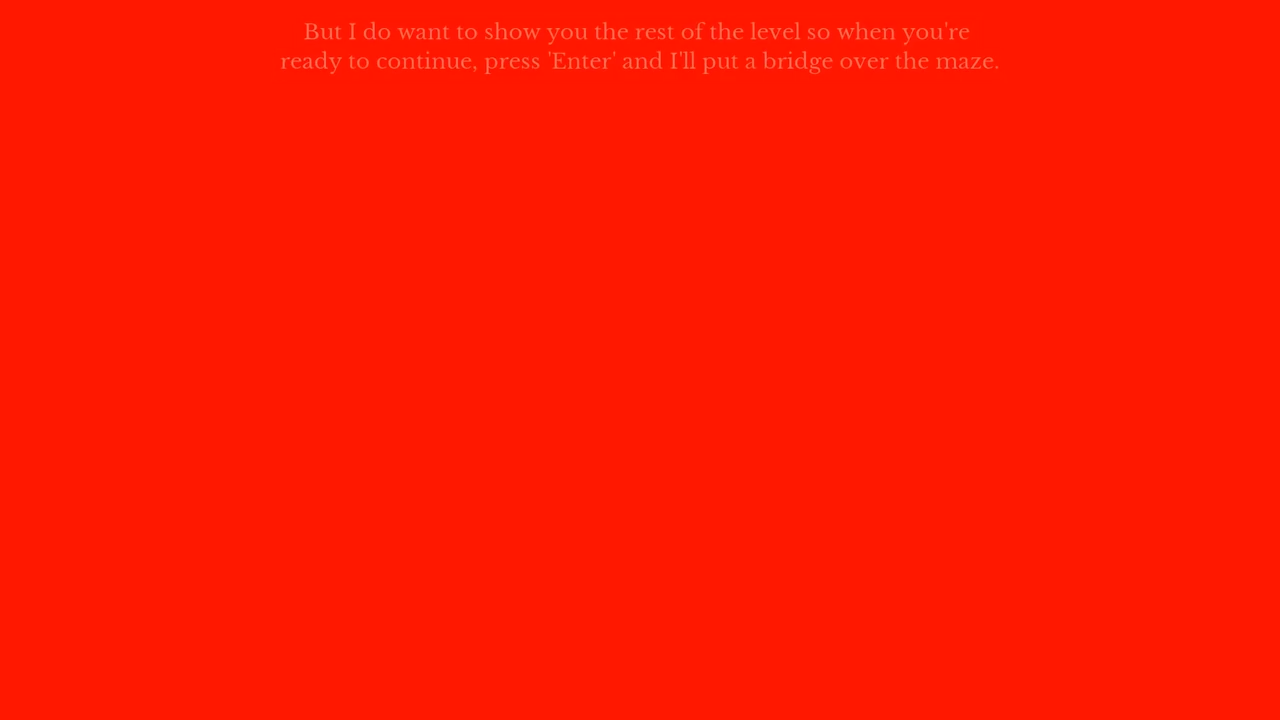 But I do want to show you the rest of the level so when you're
ready to continue, press 'Enter' and I'll put a bridge over the maze.